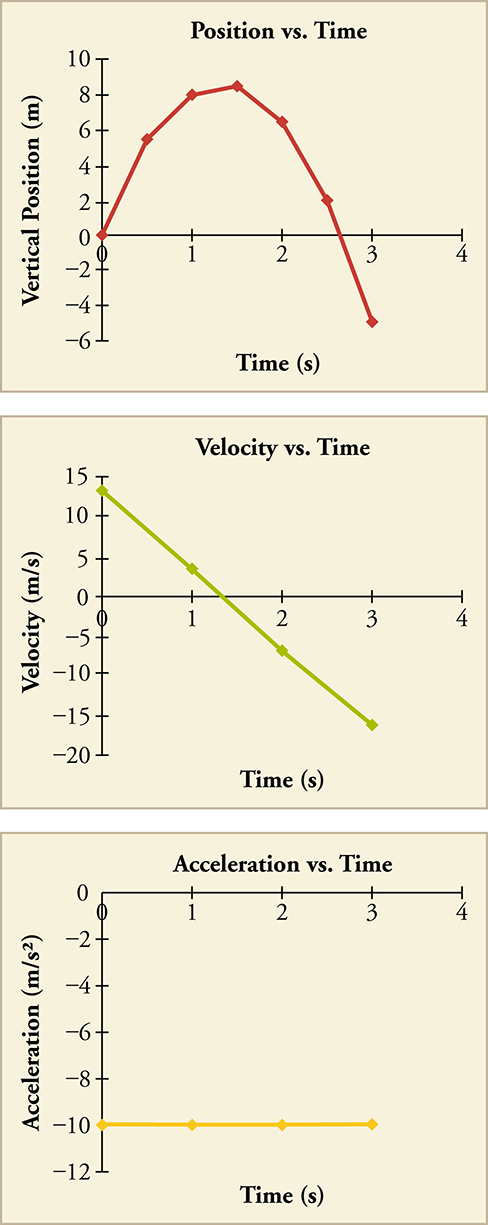 Position vs. Time
10
8
6
4
2
0
−2
−4
−6
Vertical Position (m)
0 1 2 3 4
Time (s)
Velocity vs. Time
15
10
5
0
−5
−10
−15
−20
Velocity (m/s)
0 1 2 3 4
Time (s)
Acceleration vs. Time
0
−2
−4
−6
−8
−10
−12
Acceleration (m/s²)
0 1 2 3 4
Time (s)